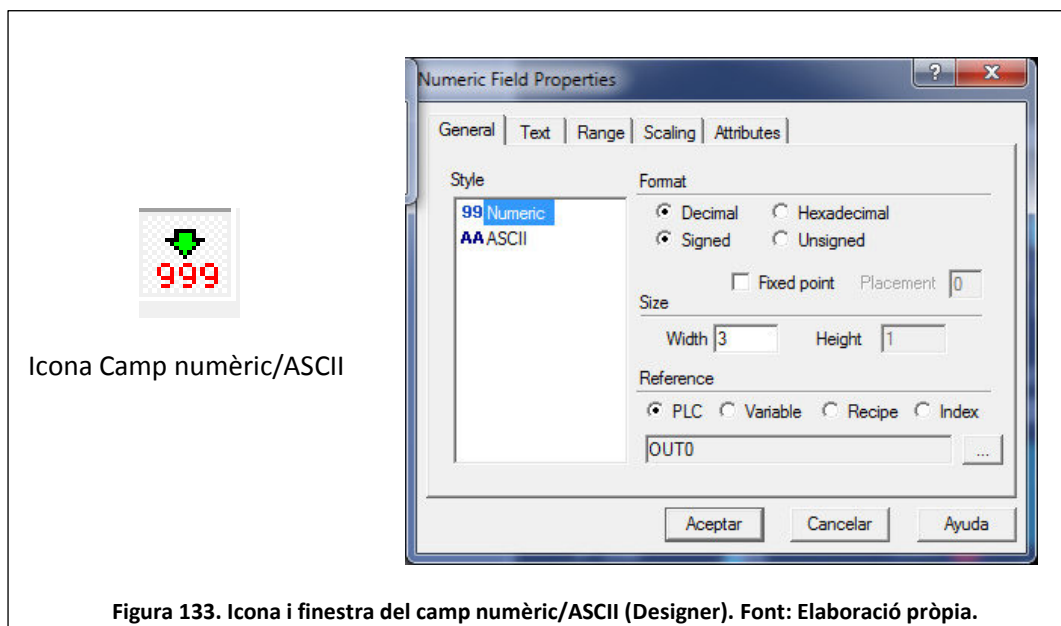 Numeric Field Properties
?
X
General
Text
Range
Scaling
Attributes
Style
99 Numeric
AA ASCII
Format
Decimal
Hexadecimal
Signed
Unsigned
Fixed point
Placement
0
Size
Width
3
Height
1
Reference
PLC
Variable
Recipe
Index
OUT0
...
Aceptar
Cancelar
Ayuda
999
Icona Camp numèric/ASCII
Figura 133. Icona i finestra del camp numèric/ASCII (Designer). Font: Elaboració pròpia.